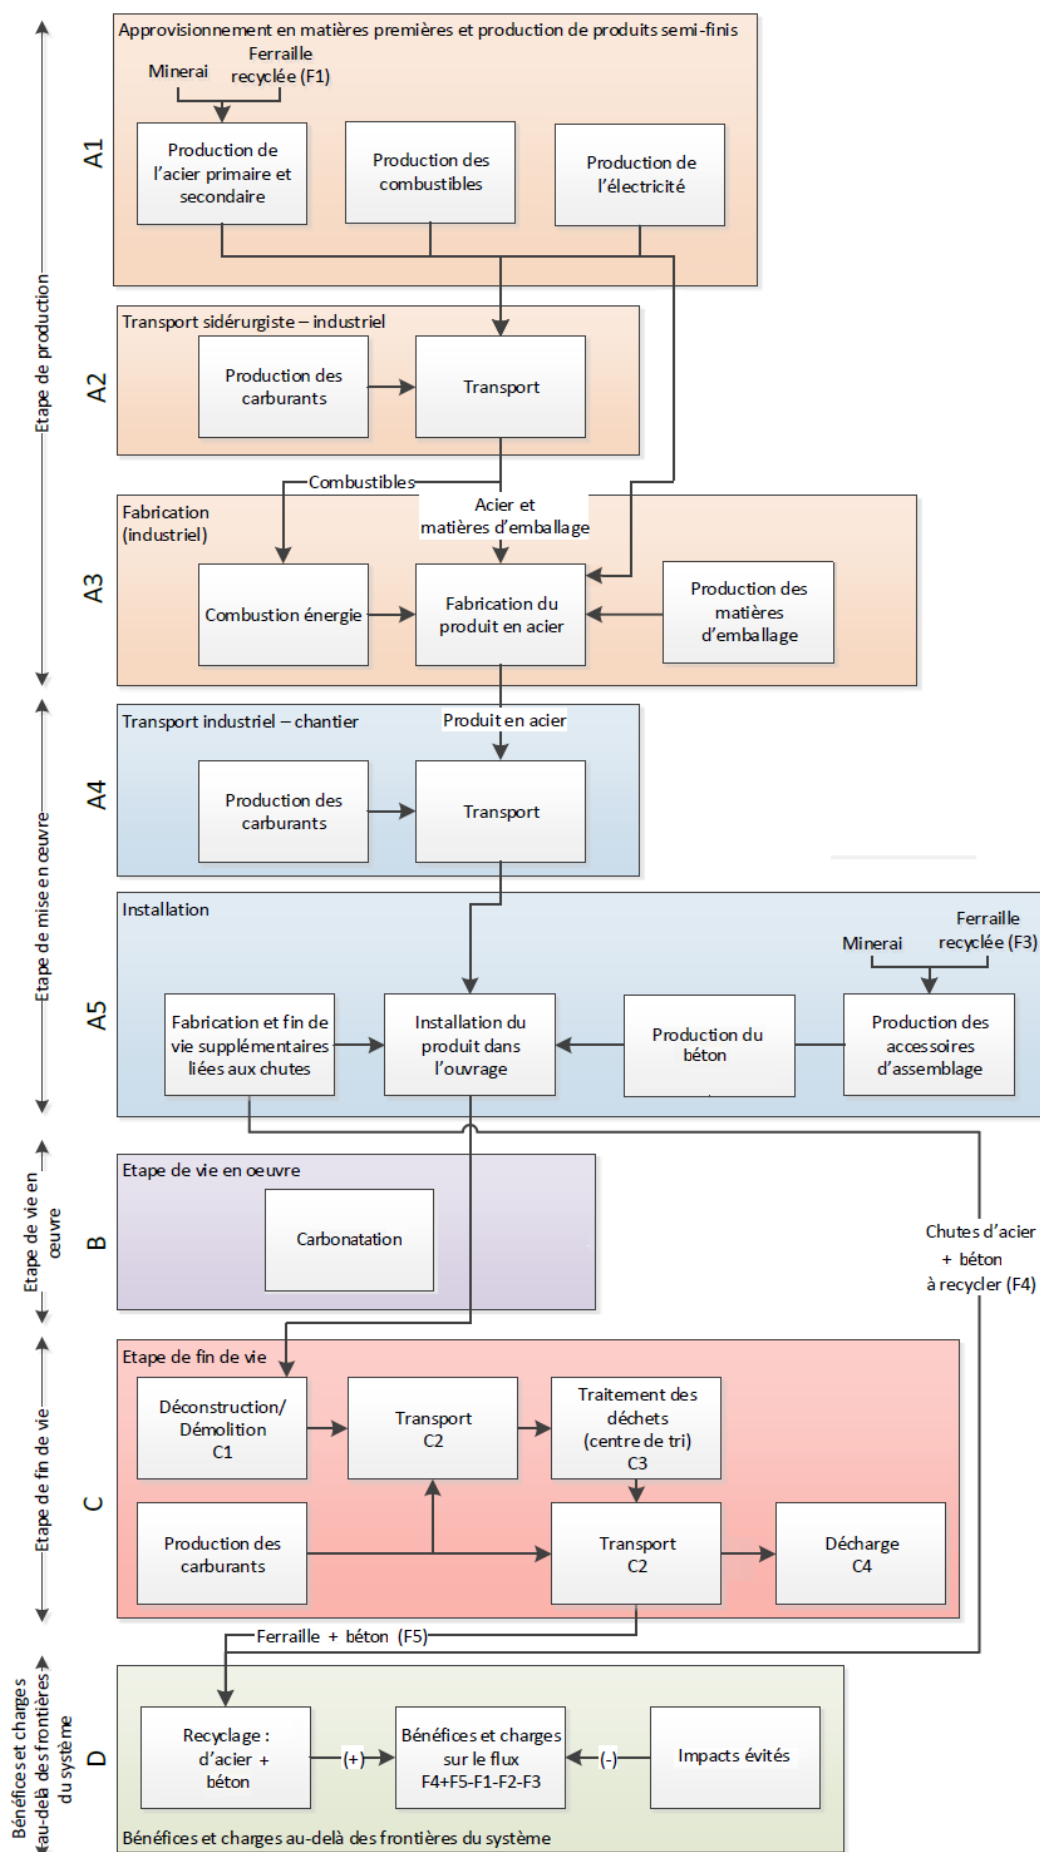 Approvisionnement en matières premières et production de produits semi-finis
Minerai
Ferraille
recyclée (F1)
A1
Production de
l'acier primaire et
secondaire
Production des
combustibles
Production de
l'électricité
Etape de production
Transport sidérurgiste – industriel
A2
Production des
carburants
Transport
Combustibles
Acier et
matières d'emballage
Fabrication
(industriel)
A3
Combustion énergie
Fabrication du
produit en acier
Production des
matières
d'emballage
Produit en acier
Transport industriel – chantier
A4
Production des
carburants
Transport
Etape de mise en œuvre
Installation
Minerai
Ferraille
recyclée (F3)
A5
Fabrication et fin de
vie supplémentaires
liées aux chutes
Installation du
produit dans
l'ouvrage
Production du
béton
Production des
accessoires
d'assemblage
Etape de vie en
œuvre
B
Etape de vie en oeuvre
Carbonatation
Chutes d'acier
+ béton
à recycler (F4)
Etape de fin de vie
C
Etape de fin de vie
Déconstruction/
Démolition
C1
Transport
C2
Traitement des
déchets
(centre de tri)
C3
Production des
carburants
Transport
C2
Décharge
C4
Ferraille + béton (F5)
Bénéfices et charges
au-delà des frontières
du système
D
Recyclage :
d'acier +
béton
(+)
Bénéfices et charges
sur le flux
F4+F5-F1-F2-F3
(-)
Impacts évités
Bénéfices et charges au-delà des frontières du système